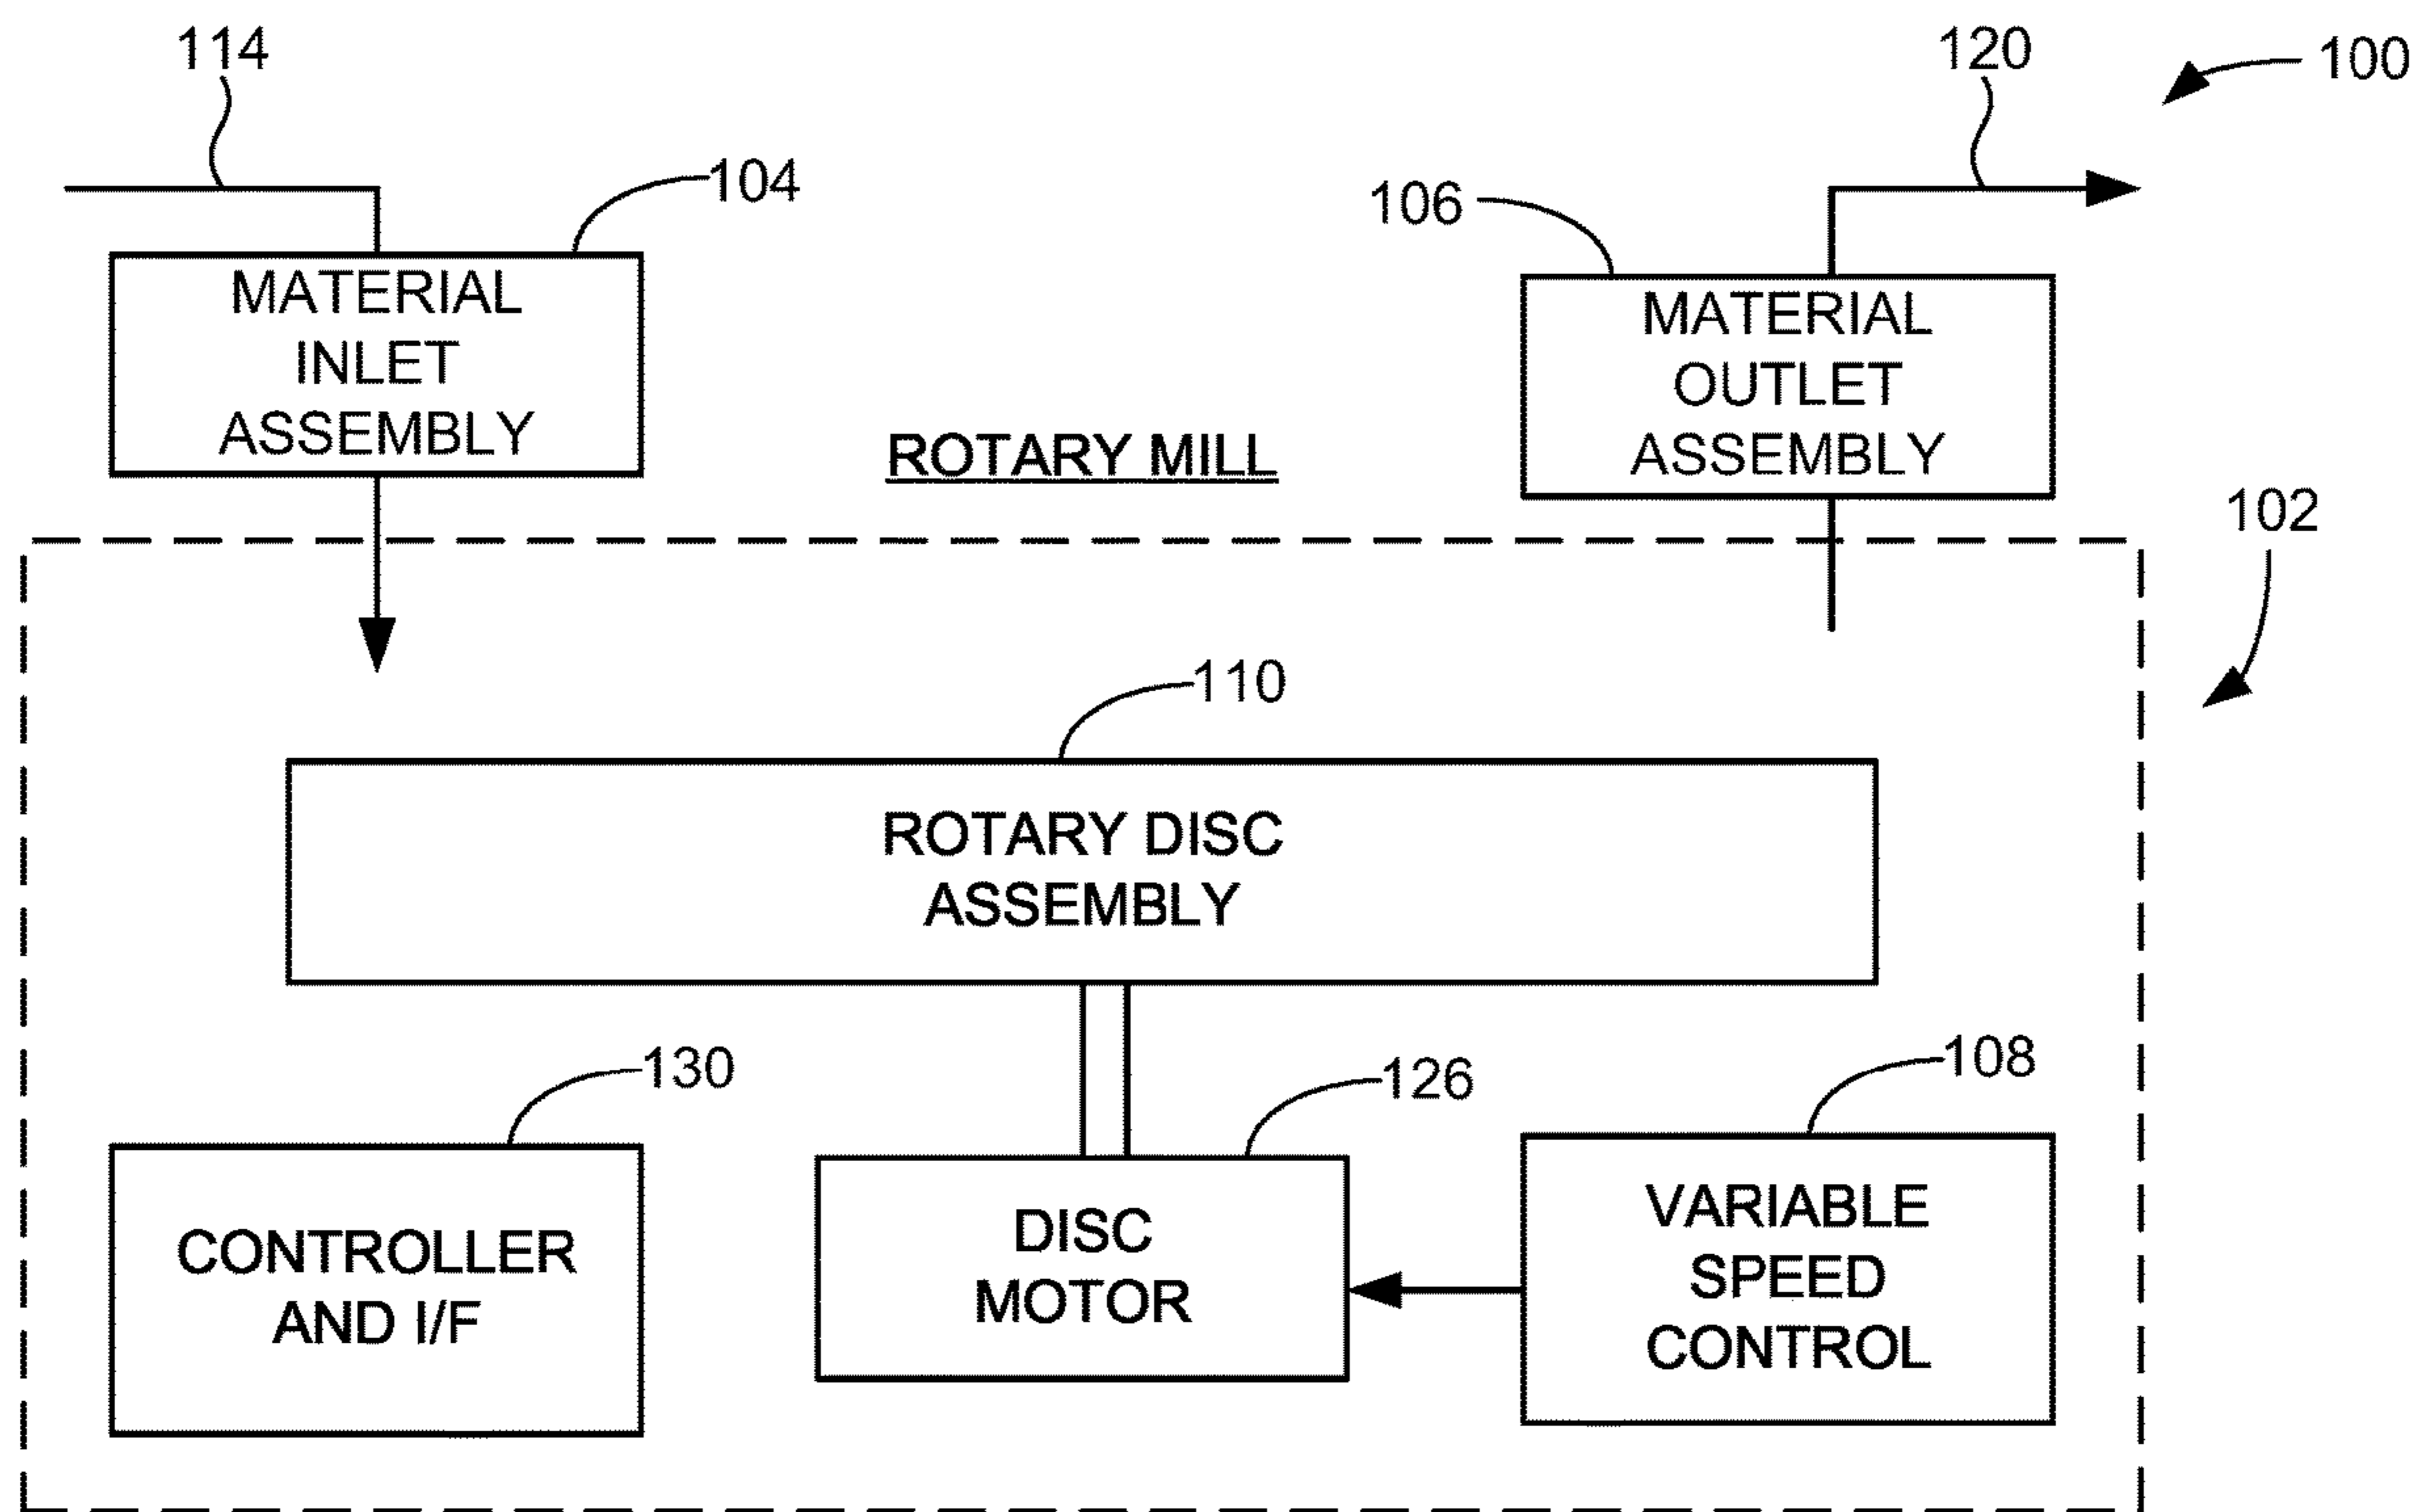 114
120
100
104
106
MATERIAL
INLET
ASSEMBLY
MATERIAL
OUTLET
ASSEMBLY
ROTARY MILL
102
110
ROTARY DISC
ASSEMBLY
130
126
108
CONTROLLER
AND I/F
DISC
MOTOR
VARIABLE
SPEED
CONTROL